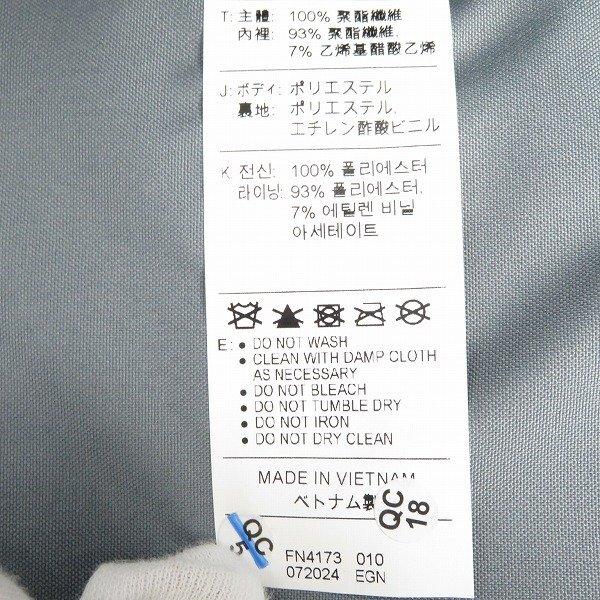 T: 主體: 100% 聚酯纖維
內裡: 93% 聚酯纖維,
7% 乙烯基醋酸乙烯
J: ボディ: ポリエステル
裏地: ポリエステル,
エチレン酢酸ビニル
K 전신: 100% 폴리에스터
라이닝: 93% 폴리에스터,
7% 에틸렌 비닐
아세테이트
E: • DO NOT WASH
• CLEAN WITH DAMP CLOTH
AS NECESSARY
• DO NOT BLEACH
• DO NOT TUMBLE DRY
• DO NOT IRON
• DO NOT DRY CLEAN
MADE IN VIETNAM
ベトナム製
QC
18
QC
5
FN4173 010
072024 EGN